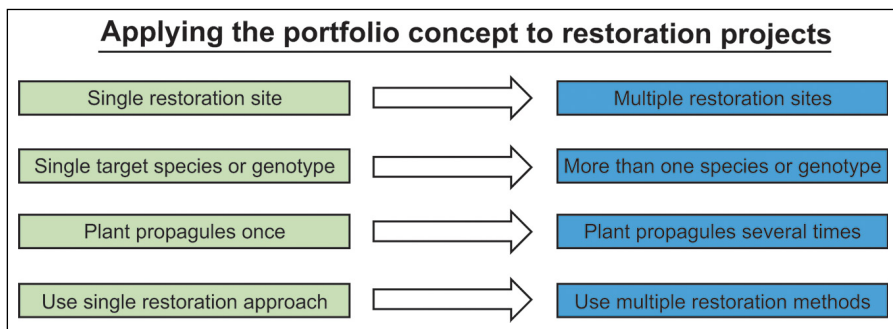 Applying the portfolio concept to restoration projects
Single restoration site
Multiple restoration sites
Single target species or genotype
More than one species or genotype
Plant propagules once
Plant propagules several times
Use single restoration approach
Use multiple restoration methods